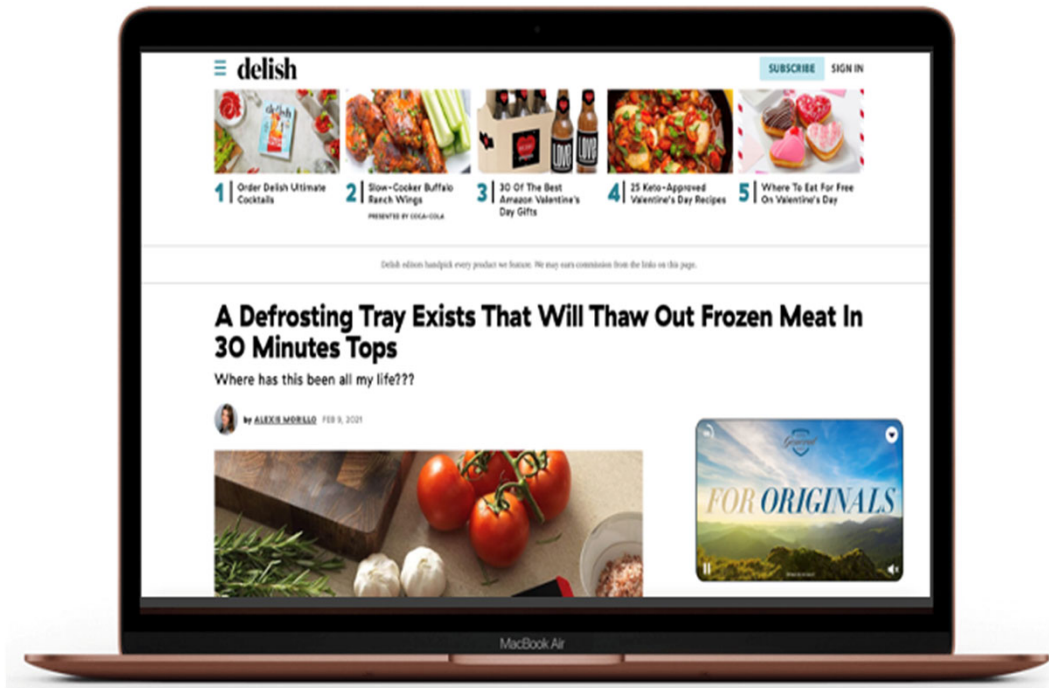 delish
SUBSCRIBE SIGN IN
delish
LOVE LOVE
1 Order Delish Ultimate
Cocktails
2 Slow-Cooker Buffalo
Ranch Wings
PRESENTED BY COCA-COLA
3 30 Of The Best
Amazon Valentine's
Day Gifts
4 25 Keto-Approved
Valentine's Day Recipes
5 Where To Eat For Free
On Valentine's Day
Delish editors handpick every product we feature. We may earn commission from the links on this page.
A Defrosting Tray Exists That Will Thaw Out Frozen Meat In
30 Minutes Tops
Where has this been all my life???
by ALEXIS MORILLO FEB 9, 2021
General
FOR ORIGINALS
MacBook Air